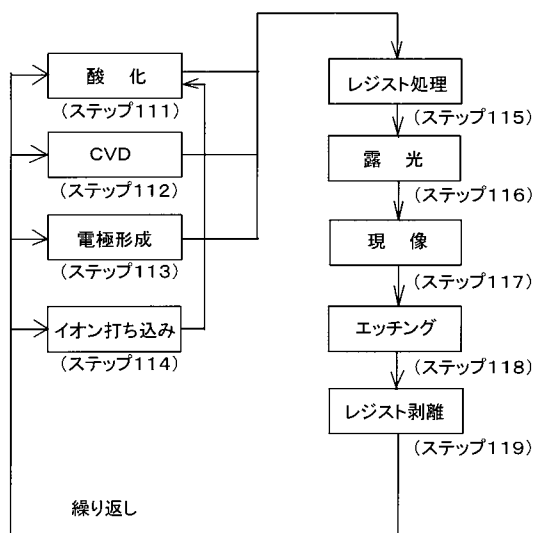 酸　化
(ステップ111)
CVD
(ステップ112)
電極形成
(ステップ113)
イオン打ち込み
(ステップ114)
レジスト処理
(ステップ115)
露　光
(ステップ116)
現　像
(ステップ117)
エッチング
(ステップ118)
レジスト剥離
(ステップ119)
繰り返し